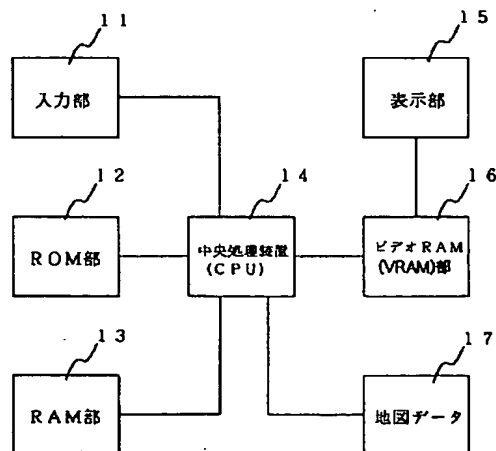 11
入力部
15
表示部
12
ROM部
14
中央処理装置
(CPU)
16
ビデオRAM
(VRAM)部
13
RAM部
17
地図データ